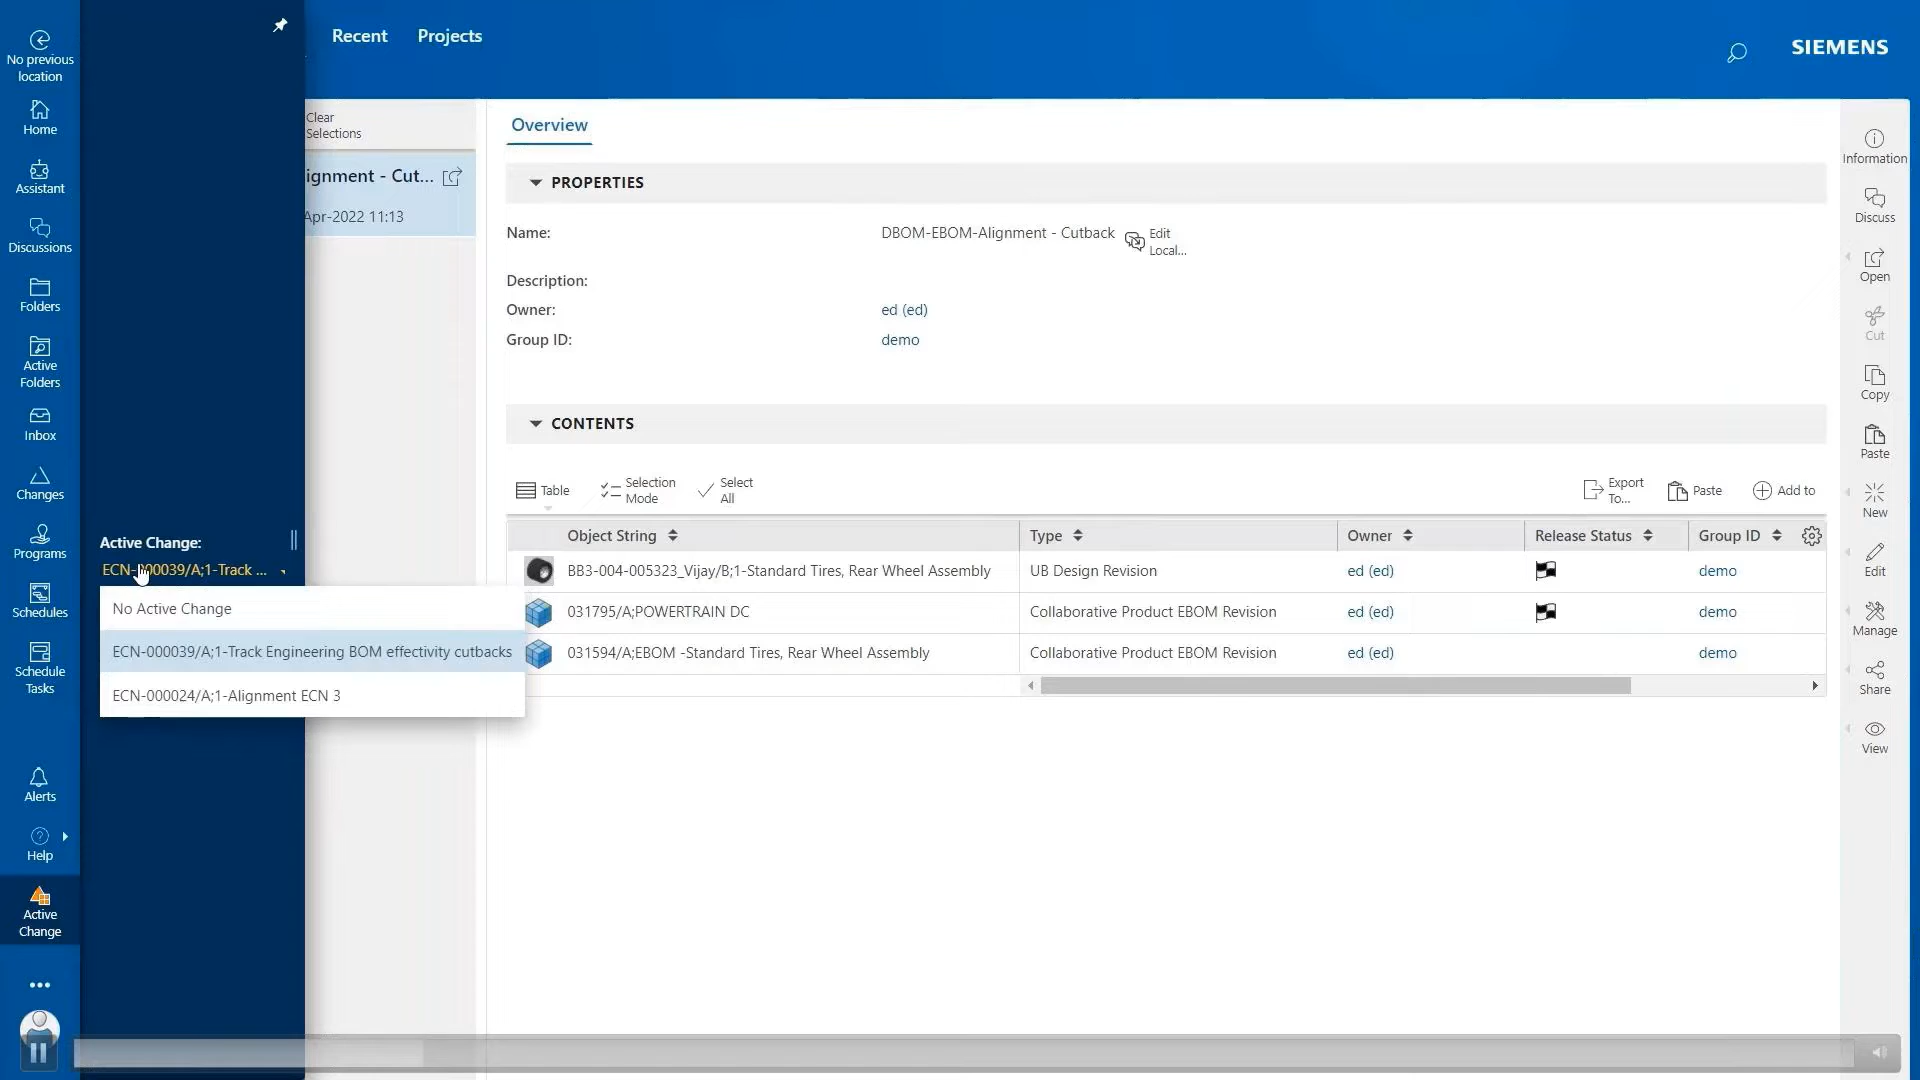 Recent
Projects
SIEMENS
No previous
location
Home
Assistant
Discussions
Folders
Active
Folders
Inbox
Changes
Programs
Schedules
Schedule
Tasks
Alerts
Help
Active
Change
Active Change:
ECN-000039/A;1-Track ...
No Active Change
ECN-000039/A;1-Track Engineering BOM effectivity cutbacks
ECN-000024/A;1-Alignment ECN 3
Clear
Selections
ignment - Cut...
Apr-2022 11:13
Overview
PROPERTIES
Name:
DBOM-EBOM-Alignment - Cutback
Edit
Local...
Description:
Owner:
ed (ed)
Group ID:
demo
CONTENTS
Table
Selection
Mode
Select
All
Export
To...
Paste
Add to
Object String
Type
Owner
Release Status
Group ID
BB3-004-005323_Vijay/B;1-Standard Tires, Rear Wheel Assembly
UB Design Revision
ed (ed)
demo
031795/A;POWERTRAIN DC
Collaborative Product EBOM Revision
ed (ed)
demo
031594/A;EBOM -Standard Tires, Rear Wheel Assembly
Collaborative Product EBOM Revision
ed (ed)
demo
Information
Discuss
Open
Cut
Copy
Paste
New
Edit
Manage
Share
View